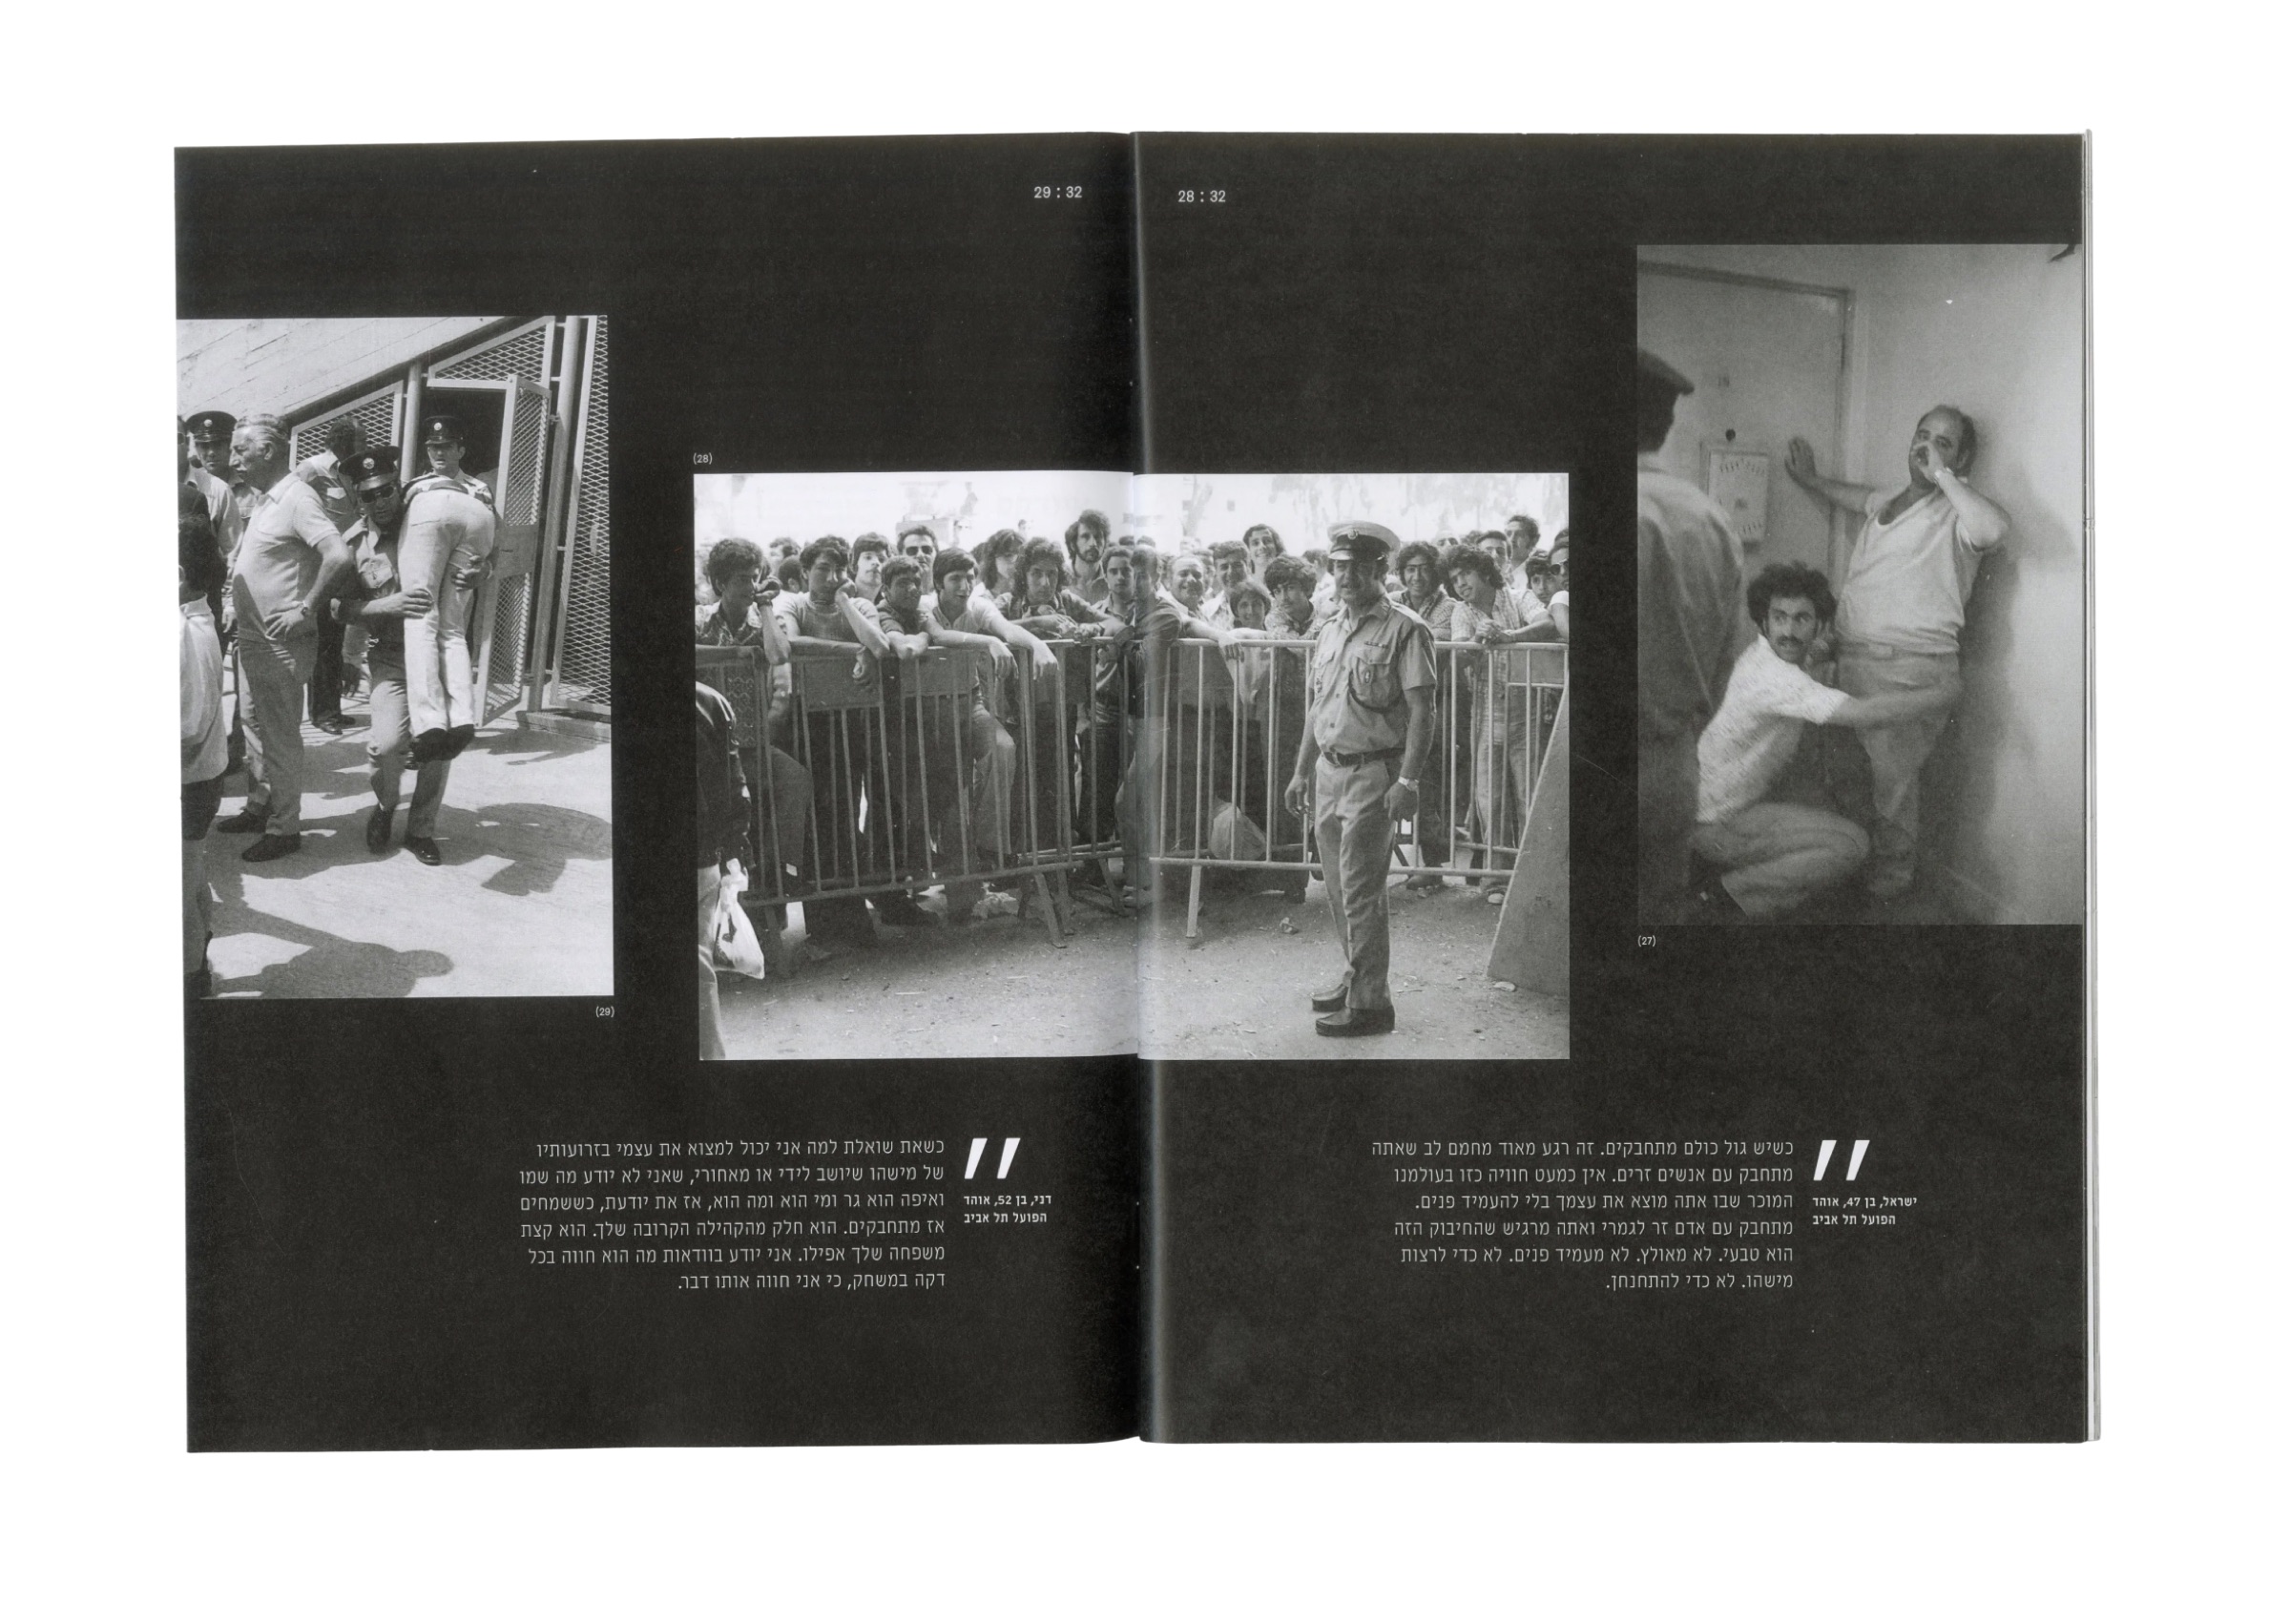 28 : 32
(27)
ישראל, בן 47, אוהד
הפועל תל אביב
כשיש גול כולם מתחבקים. זה רגע מאוד מחמם לב שאתה
מתחבק עם אנשים זרים. אין כמעט חוויה כזו בעולמנו
המוכר שבו אתה מוצא את עצמך בלי להעמיד פנים.
מתחבק עם אדם זר לגמרי ואתה מרגיש שהחיבוק הזה
הוא טבעי. לא מאולץ. לא מעמיד פנים. לא כדי לרצות
מישהו. לא כדי להתחנחן.
29 : 32
(28)
(29)
דני, בן 52, אוהד
הפועל תל אביב
כשאת שואלת למה אני יכול למצוא את עצמי בזרועותיו
של מישהו שיושב לידי או מאחורי, שאני לא יודע מה שמו
ואיפה הוא גר ומי הוא ומה הוא, אז את יודעת, כששמחים
אז מתחבקים. הוא חלק מהקהילה הקרובה שלך. הוא קצת
משפחה שלך אפילו. אני יודע בוודאות מה הוא חווה בכל
דקה במשחק, כי אני חווה אותו דבר.